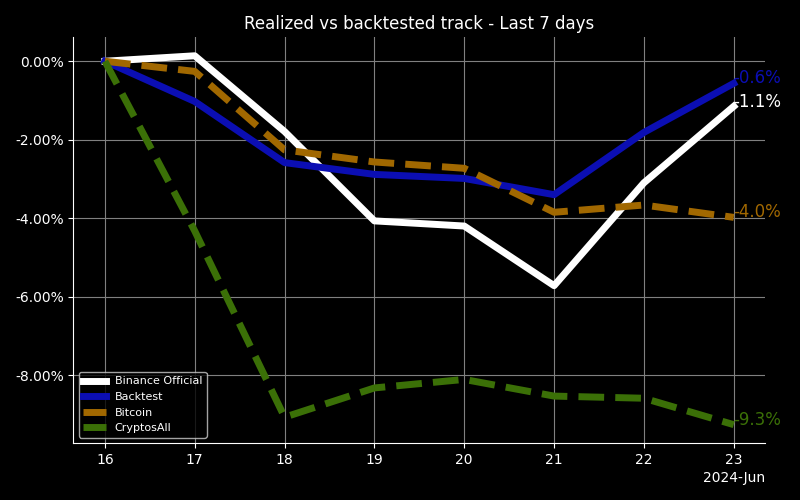 Realized vs backtested track - Last 7 days
0.00%
-2.00%
-4.00%
-6.00%
-8.00%
-0.6%
-1.1%
-4.0%
-9.3%
Binance Official
Backtest
Bitcoin
CryptosAll
16 17 18 19 20 21 22 23
2024-Jun